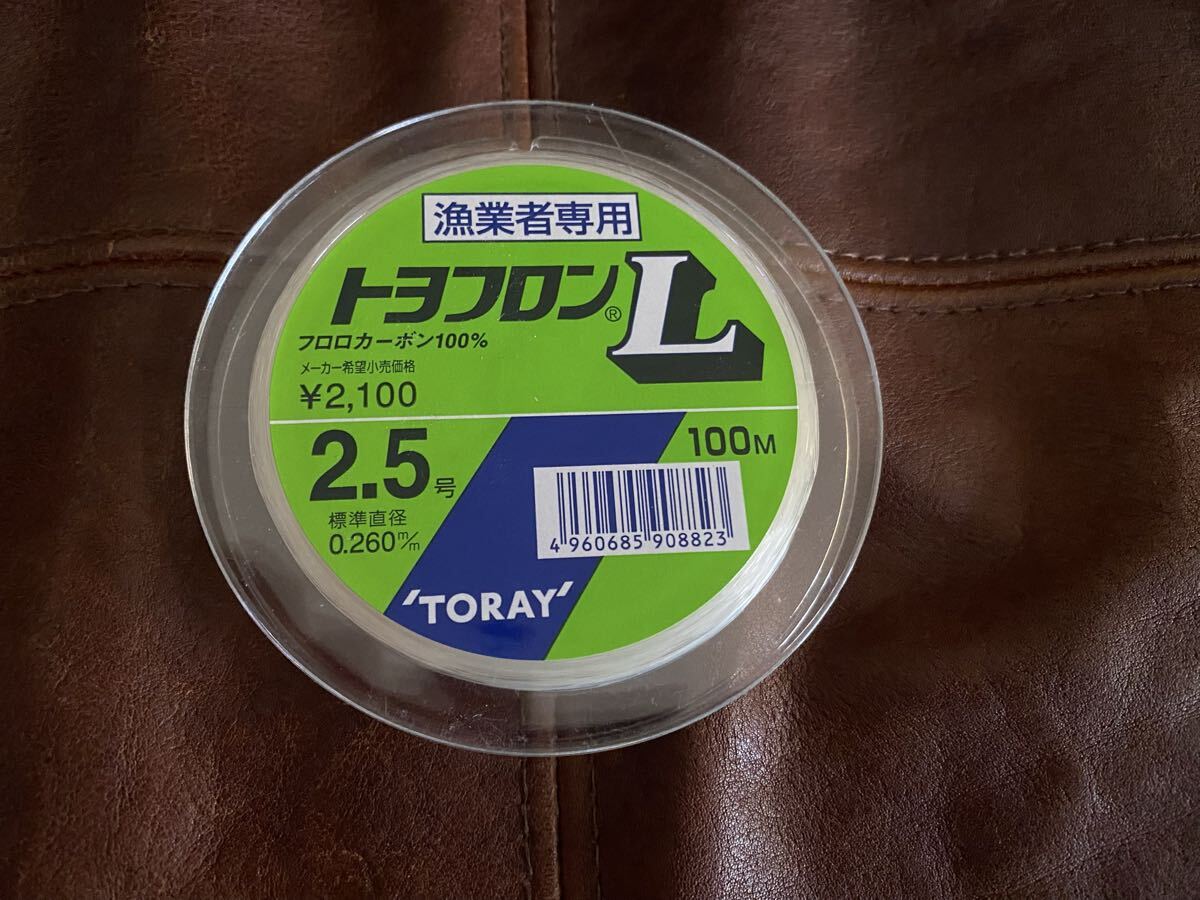 漁業者専用
トヨフロン®L
フロロカーボン100%
メーカー希望小売価格
¥2,100
2.5号
100M
標準直径
0.260m/m
4 960685 908823
'TORAY'